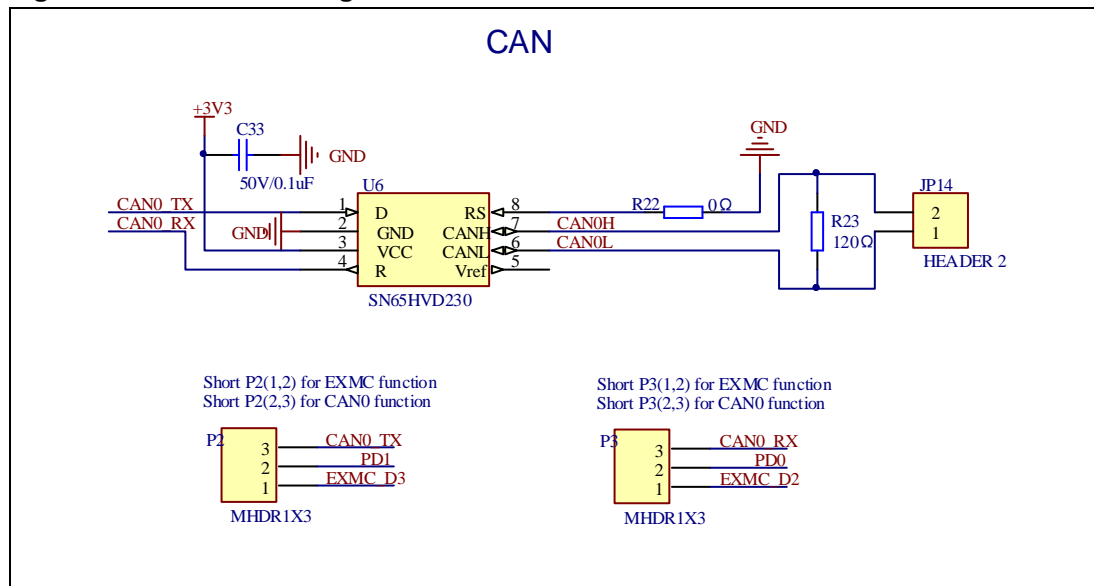 CAN
+3V3
C33
GND
50V/0.1uF
GND
U6
JP14
CAN0_TX
CAN0_RX
1
2
3
4
D
GND
VCC
R
RS
CANH
CANL
Vref
8
7
6
5
GND
SN65HVD230
R22
0Ω
CAN0H
CAN0L
R23
120Ω
2
1
HEADER 2
Short P2(1,2) for EXMC function
Short P2(2,3) for CAN0 function
P2
3
2
1
CAN0_TX
PD1
EXMC_D3
MHDR1X3
Short P3(1,2) for EXMC function
Short P3(2,3) for CAN0 function
P3
3
2
1
CAN0_RX
PD0
EXMC_D2
MHDR1X3